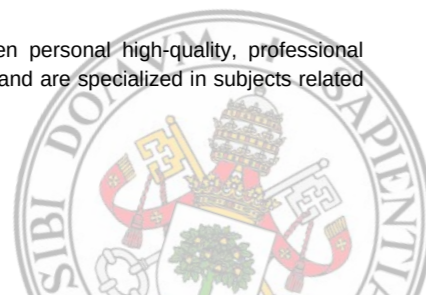 en personal high-quality, professional
and are specialized in subjects related
SIBI DOMVM SAPIENTIA